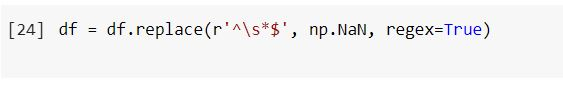 [24] df = df.replace(r'^\s*$', np.NaN, regex=True)